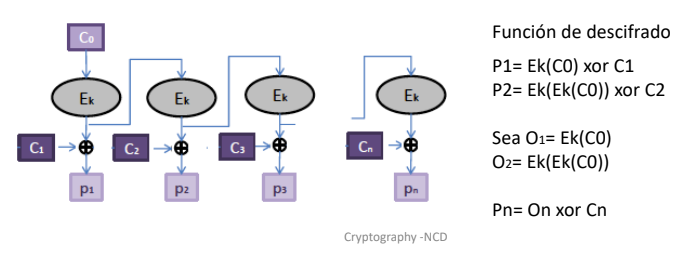 C₀
Función de descifrado
P1= Ek(C0) xor C1
P2= Ek(Ek(C0)) xor C2
Sea O1= Ek(C0)
O2= Ek(Ek(C0))
Pn= On xor Cn
Ek Ek Ek Ek
C₁ C₂ C₃ Cₙ
p₁ p₂ p₃ pₙ
Cryptography -NCD